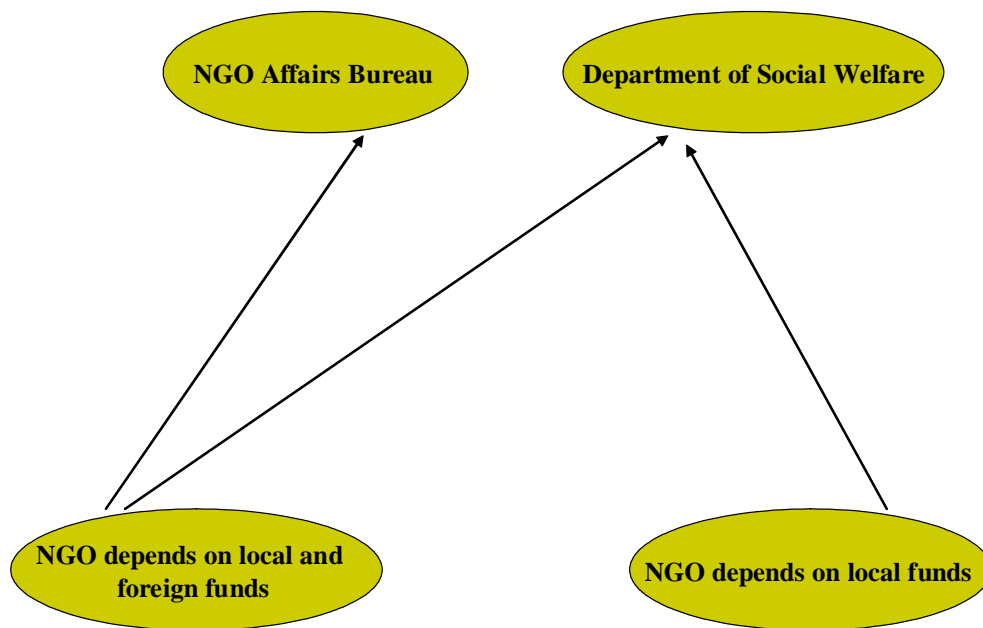 NGO Affairs Bureau
Department of Social Welfare
NGO depends on local and
foreign funds
NGO depends on local funds